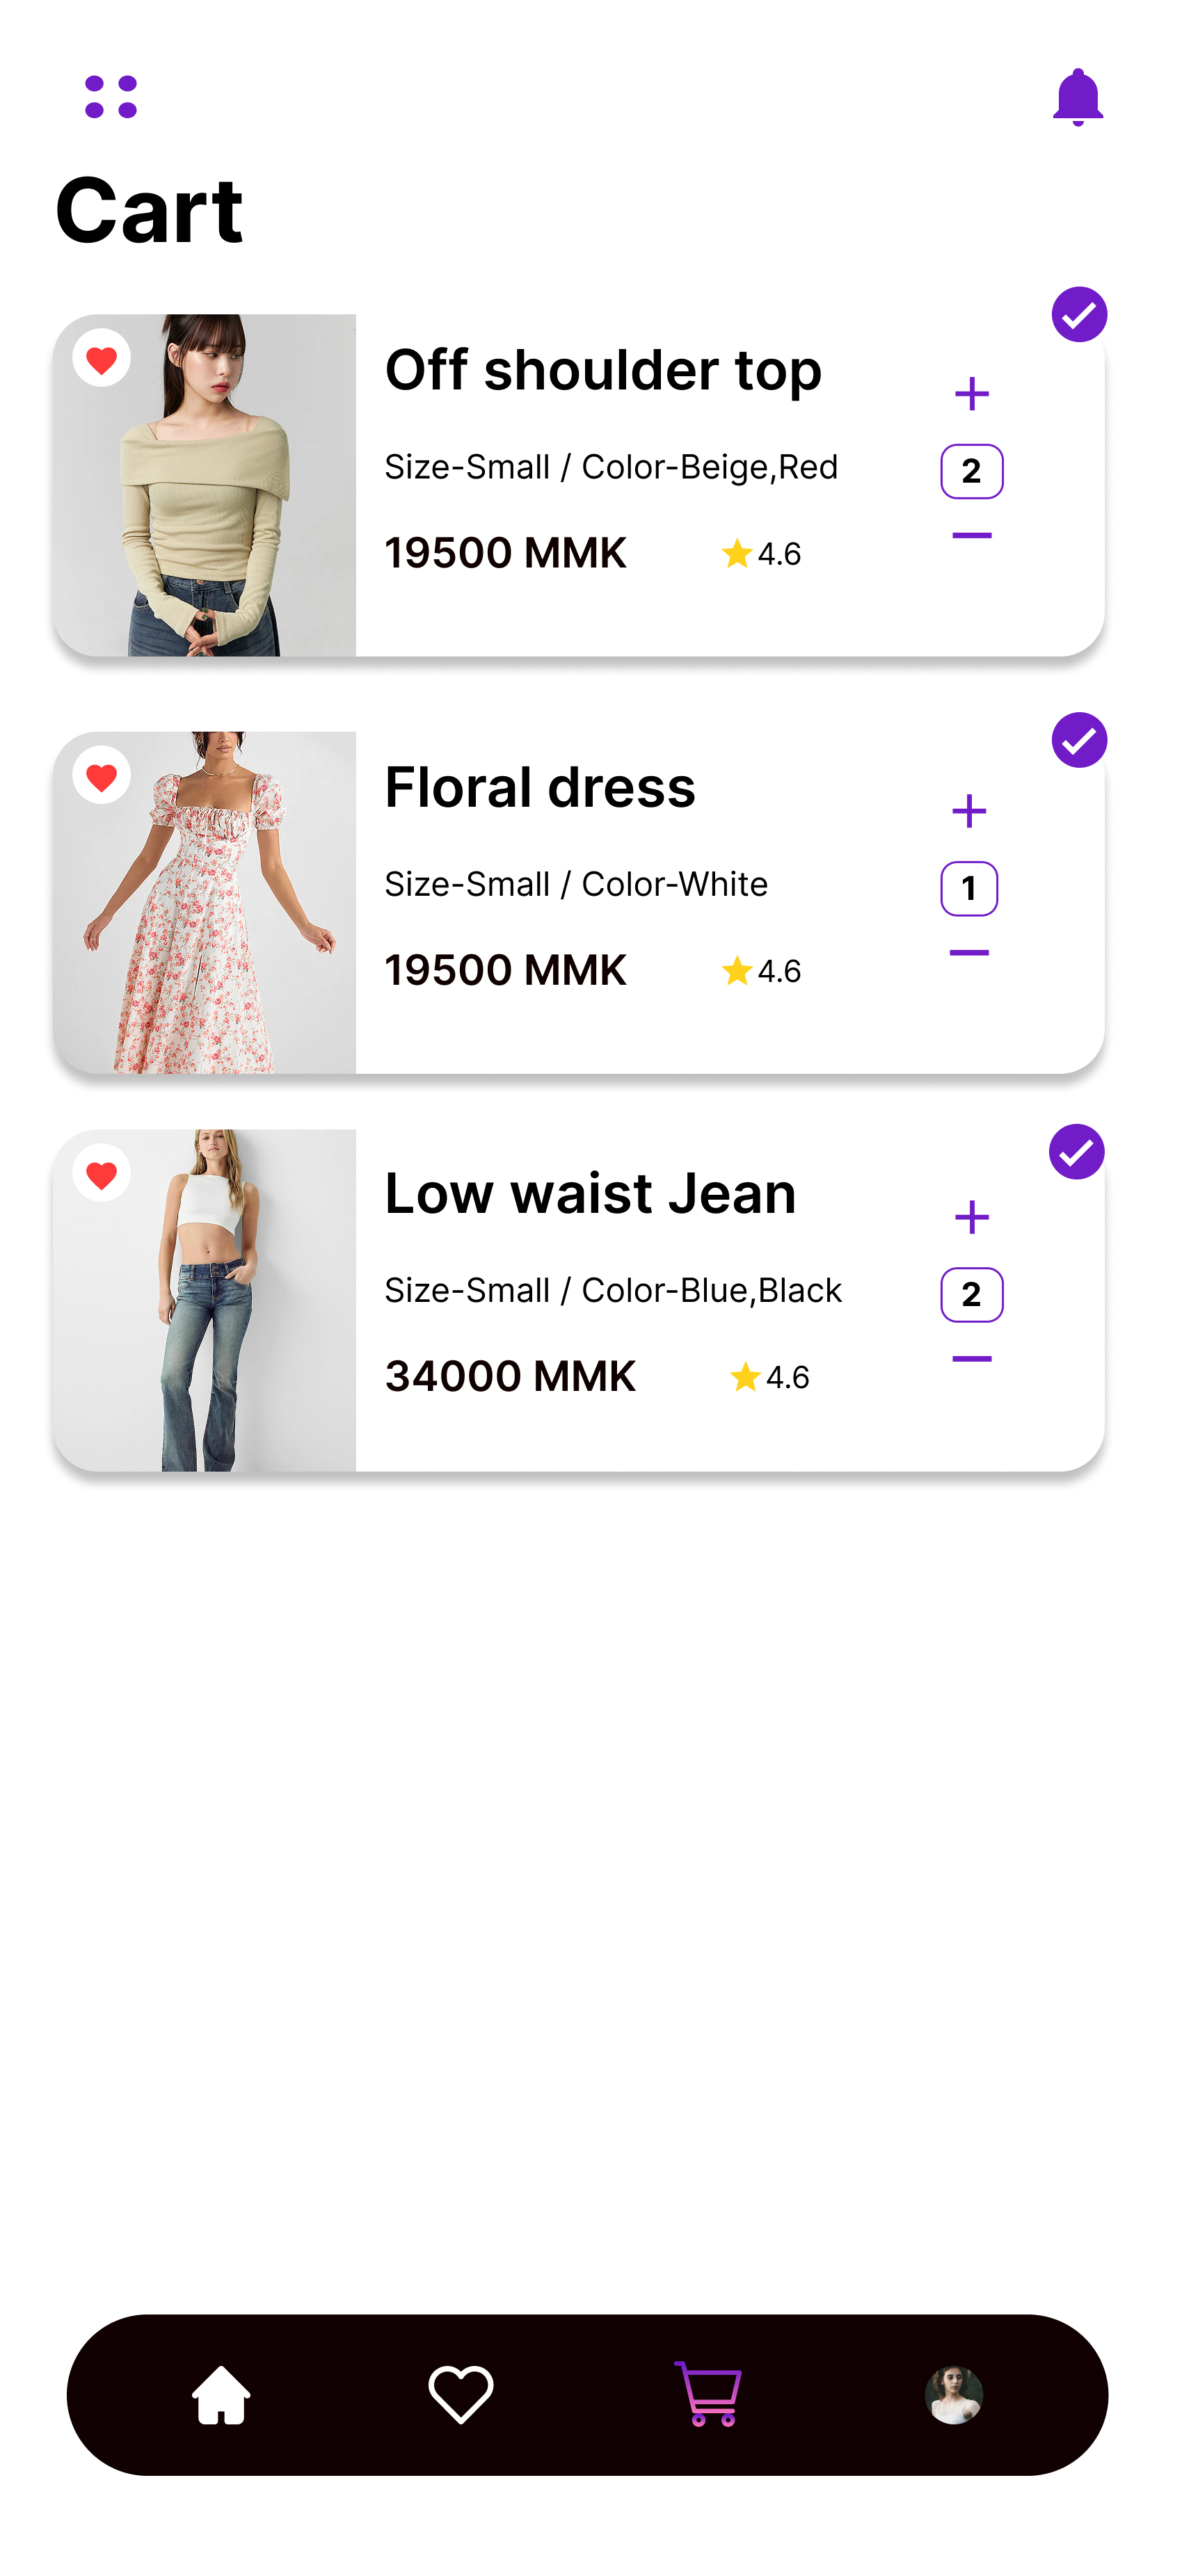 Cart
Off shoulder top
Size-Small / Color-Beige,Red
19500 MMK
4.6
2
Floral dress
Size-Small / Color-White
19500 MMK
4.6
1
Low waist Jean
Size-Small / Color-Blue,Black
34000 MMK
4.6
2